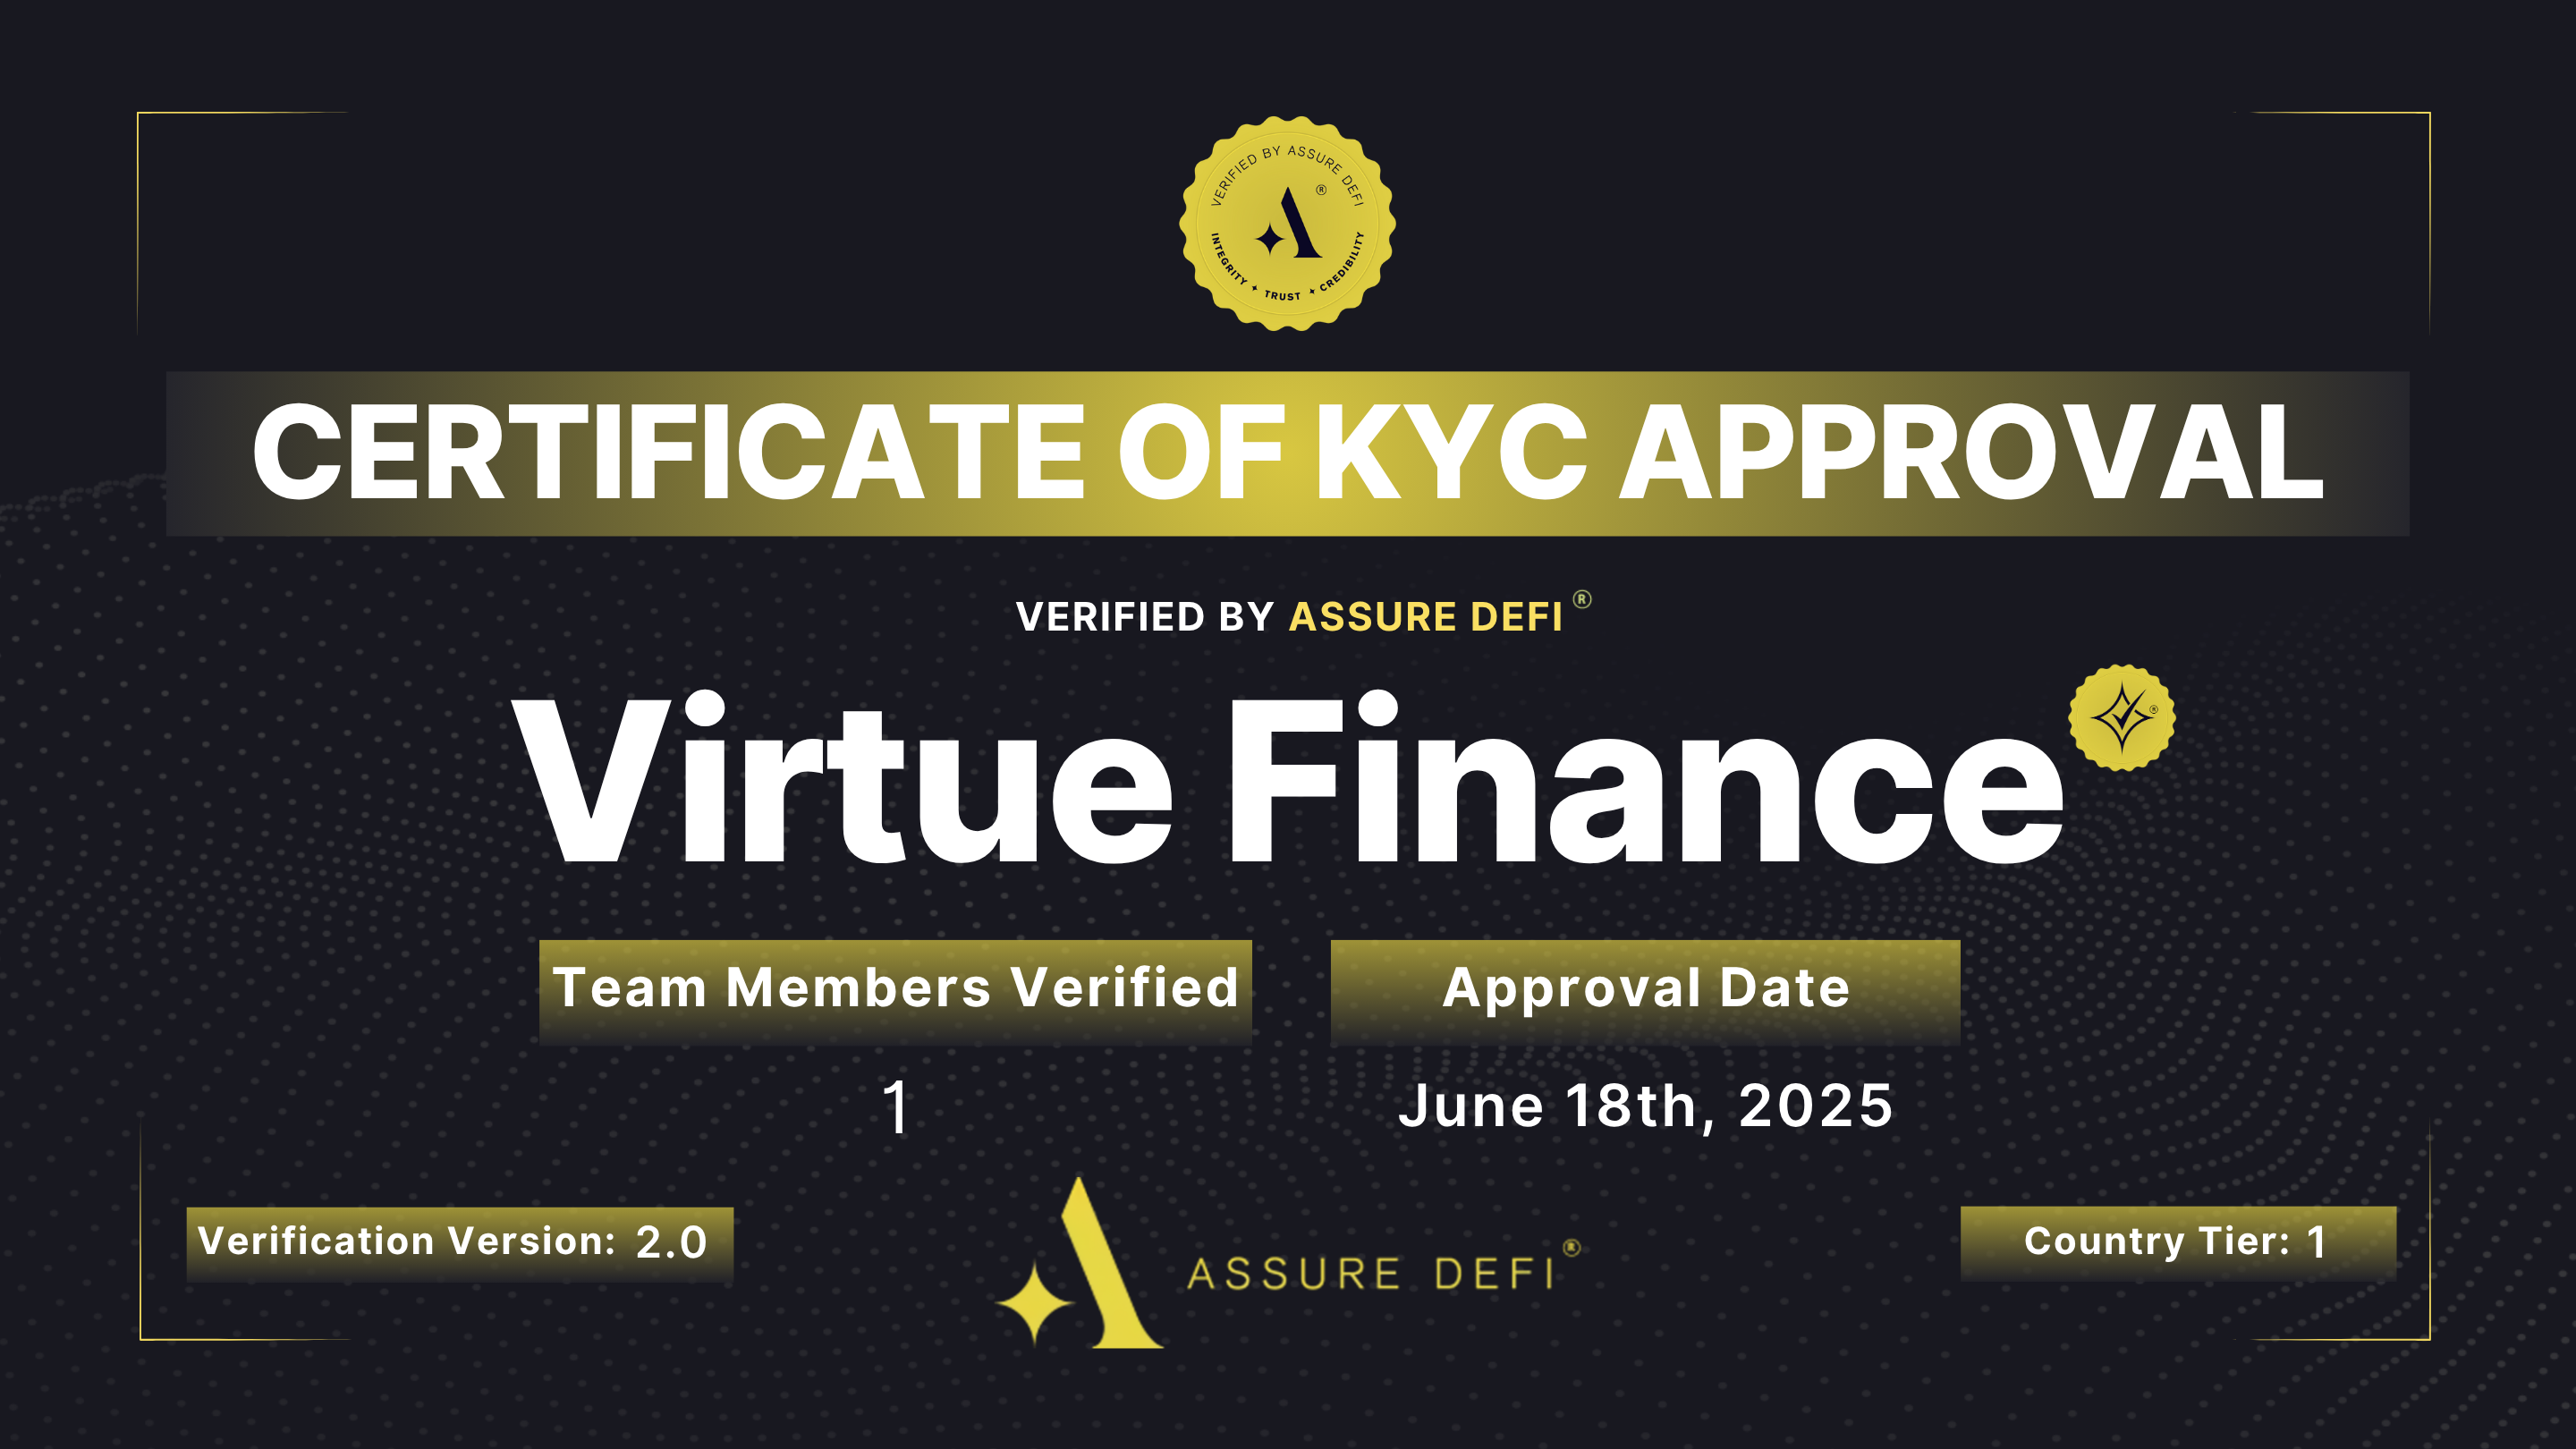 VERIFIED BY ASSURE DEFI
®
INTEGRITY ✦ TRUST ✦ CREDIBILITY
CERTIFICATE OF KYC APPROVAL
VERIFIED BY ASSURE DEFI ®
Virtue Finance
®
Team Members Verified
1
Approval Date
June 18th, 2025
Verification Version: 2.0
ASSURE DEFI ®
Country Tier: 1